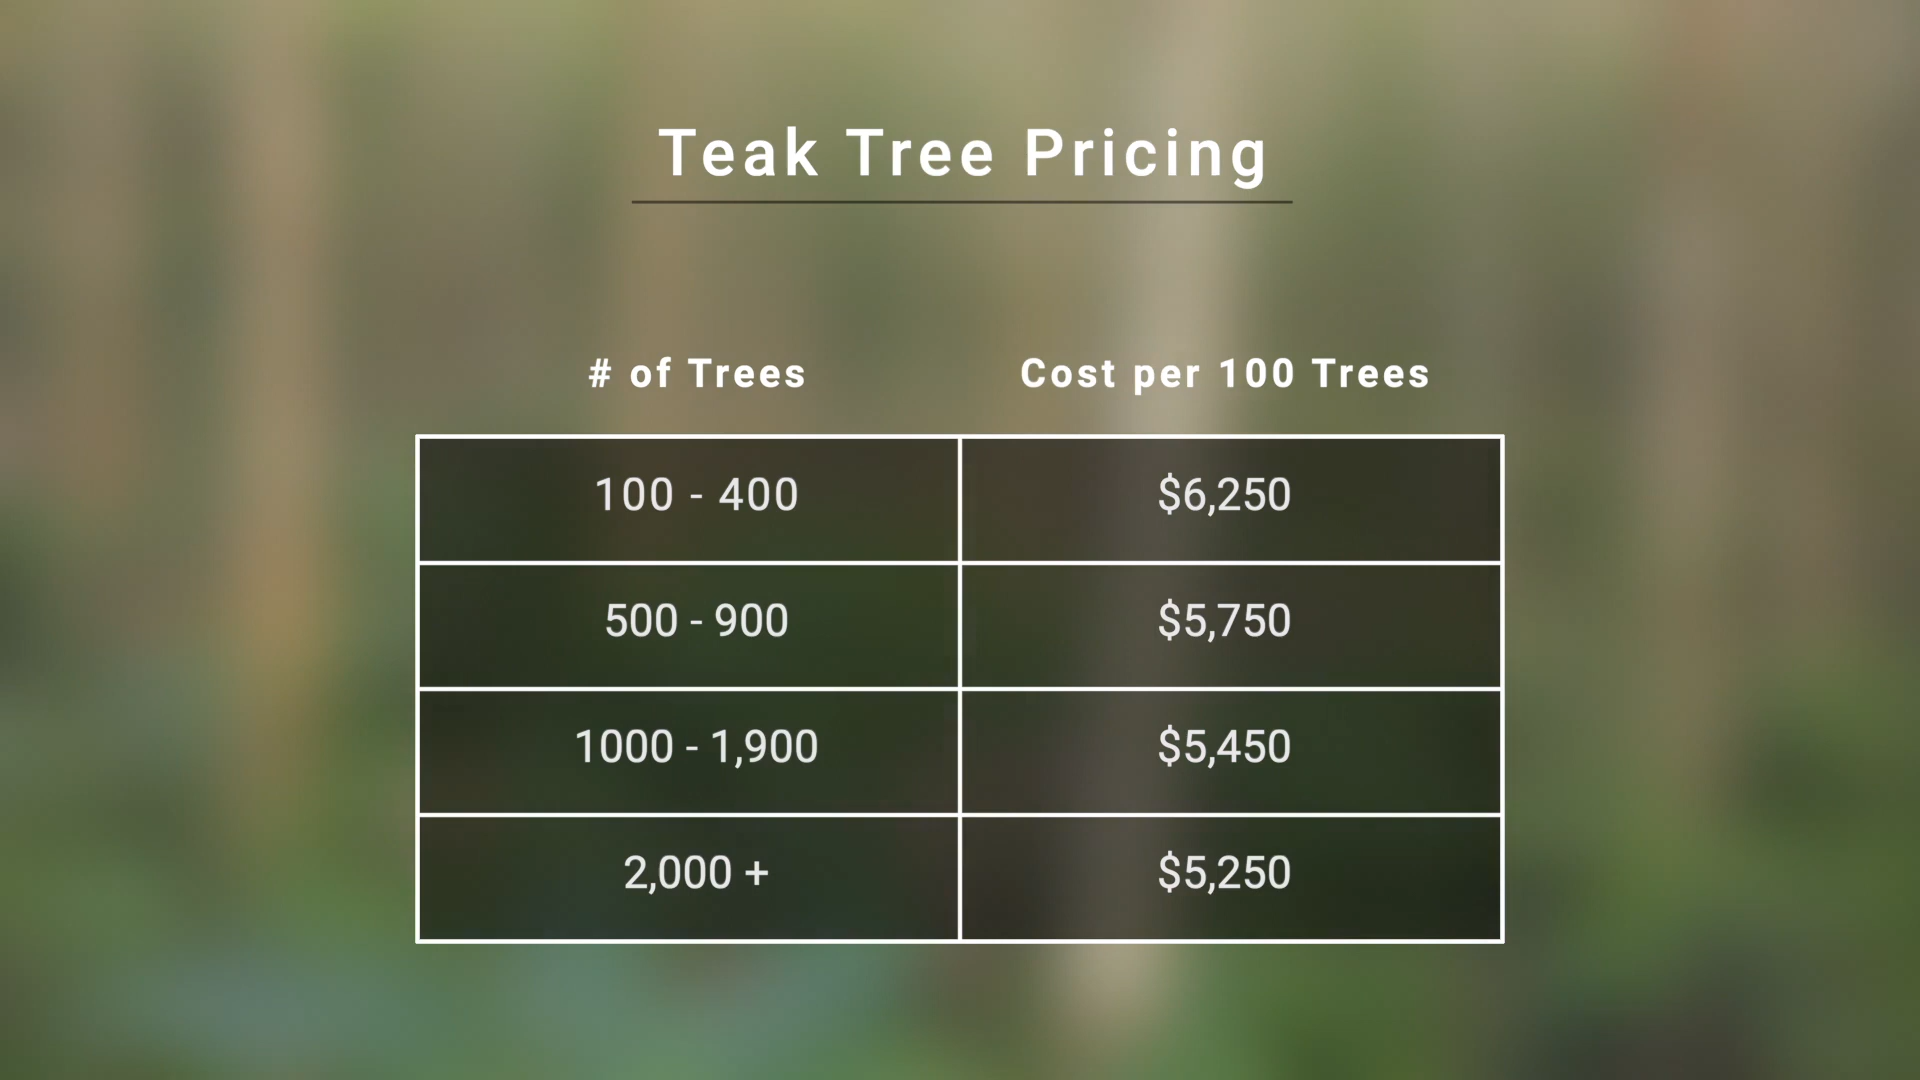 Teak Tree Pricing
# of Trees Cost per 100 Trees
100 - 400 $6,250
500 - 900 $5,750
1000 - 1,900 $5,450
2,000 + $5,250